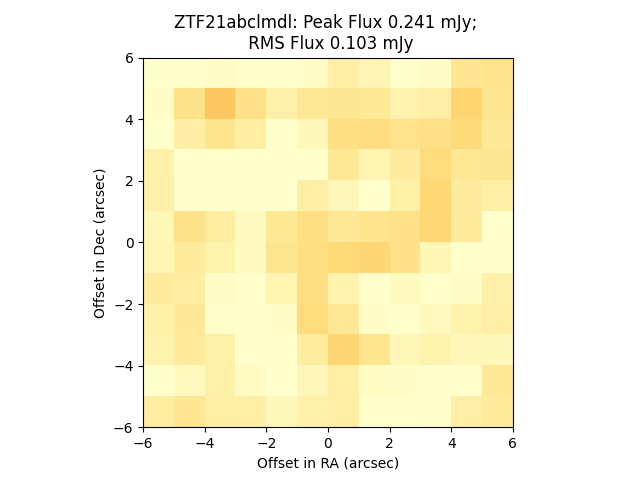 ZTF21abclmdl: Peak Flux 0.241 mJy;
RMS Flux 0.103 mJy
6
4
2
0
−2
−4
−6
Offset in Dec (arcsec)
−6 −4 −2 0 2 4 6
Offset in RA (arcsec)